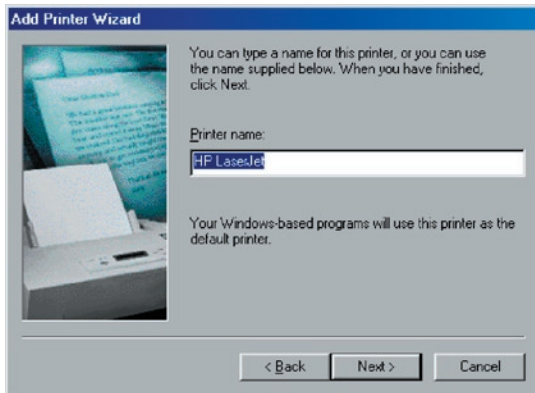 Add Printer Wizard
You can type a name for this printer, or you can use
the name supplied below. When you have finished,
click Next.
Printer name:
HP LaserJet
Your Windows-based programs will use this printer as the
default printer.
< Back Next > Cancel